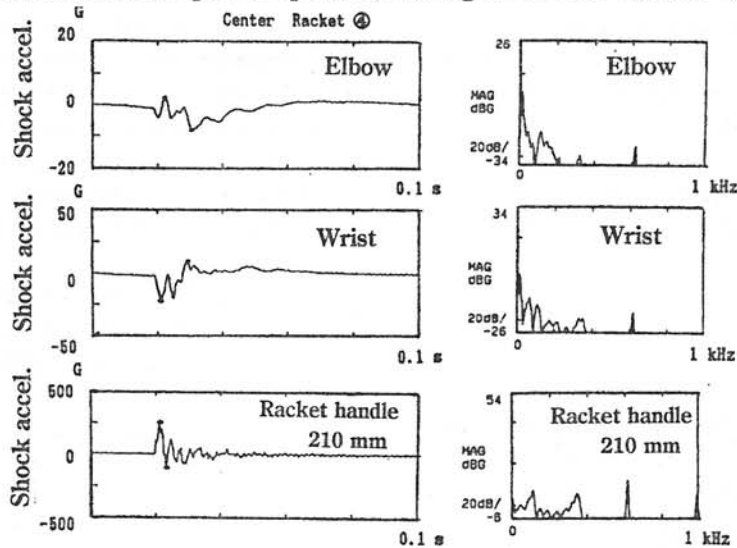 G Center Racket ④
20
0
-20
Shock accel.
Elbow
0.1 s
26
MAG
dBG
20dB/
-34
Elbow
0
1 kHz
G
50
0
-50
Shock accel.
Wrist
0.1 s
34
MAG
dBG
20dB/
-26
Wrist
0
1 kHz
G
500
0
-500
Shock accel.
Racket handle
210 mm
0.1 s
54
MAG
dBG
20dB/
-6
Racket handle
210 mm
0
1 kHz